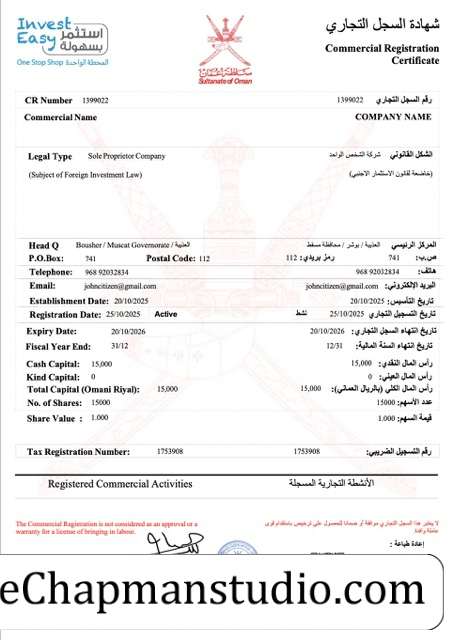 Invest Easy استثمر بسهولة
One Stop Shop المحطة الواحدة
سلطنة عمان
Sultanate of Oman
شهادة السجل التجاري
Commercial Registration
Certificate
CR Number 1399022 1399022 رقم السجل التجاري
Commercial Name COMPANY NAME
Legal Type Sole Proprietor Company شركة الشخص الواحد الشكل القانوني
(Subject of Foreign Investment Law) (خاضعة لقانون الاستثمار الاجنبي)
Head Q Bousher / Muscat Governorate / العذيبة العذيبة / بوشر / محافظة مسقط المركز الرئيسي
P.O.Box: 741 Postal Code: 112 رمز بريدي: 112 741 ص.ب:
Telephone: 968 92032834 968 92032834 هاتف:
Email: johncitizen@gmail.com johncitizen@gmail.com البريد الإلكتروني:
Establishment Date: 20/10/2025 20/10/2025 تاريخ التأسيس:
Registration Date: 25/10/2025 Active نشط 25/10/2025 تاريخ التسجيل التجاري
Expiry Date: 20/10/2026 20/10/2026 تاريخ انتهاء السجل التجاري:
Fiscal Year End: 31/12 12/31 تاريخ إنتهاء السنة المالية:
Cash Capital: 15,000 15,000 رأس المال النقدي:
Kind Capital: 0 0 رأس المال العيني:
Total Capital (Omani Riyal): 15,000 15,000 رأس المال الكلي (بالريال العماني):
No. of Shares: 15000 15000 عدد الأسهم:
Share Value : 1.000 1.000 قيمة السهم:
Tax Registration Number: 1753908 1753908 رقم التسجيل الضريبي:
Registered Commercial Activities الأنشطة التجارية المسجلة
The Commercial Registration is not considered as an approval or a لا يعتبر هذا السجل التجاري موافقة أو ضمانا للحصول علي ترخيص باستقدام قوى
warranty for a license of bringing in labour. عاملة وافدة
إعادة طباعة :
eChapmanstudio.com